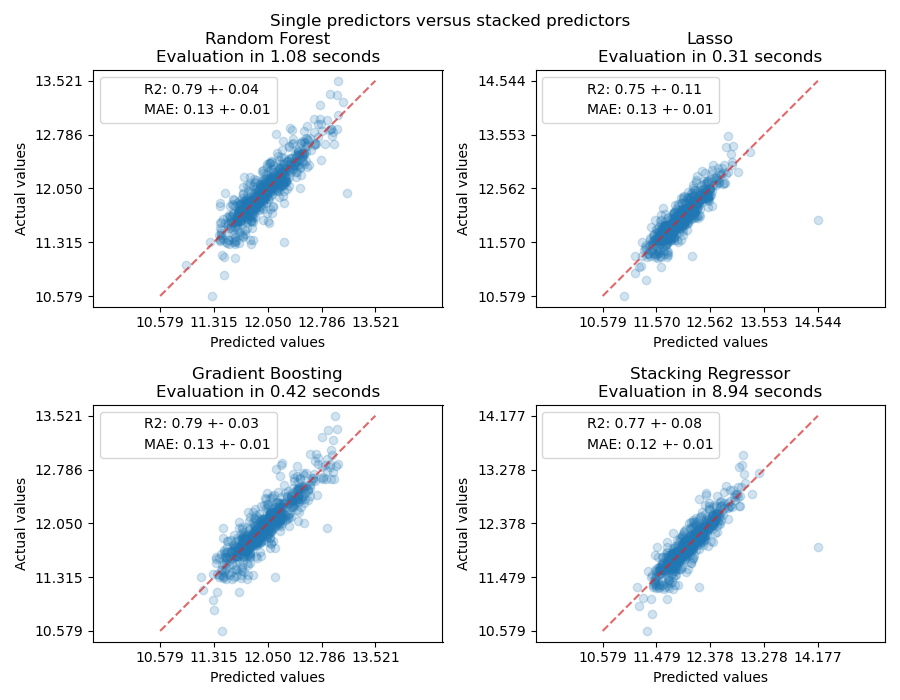 Single predictors versus stacked predictors
Random Forest
Evaluation in 1.08 seconds
R2: 0.79 +- 0.04
MAE: 0.13 +- 0.01
Actual values
13.521
12.786
12.050
11.315
10.579
10.579 11.315 12.050 12.786 13.521
Predicted values
Lasso
Evaluation in 0.31 seconds
R2: 0.75 +- 0.11
MAE: 0.13 +- 0.01
Actual values
14.544
13.553
12.562
11.570
10.579
10.579 11.570 12.562 13.553 14.544
Predicted values
Gradient Boosting
Evaluation in 0.42 seconds
R2: 0.79 +- 0.03
MAE: 0.13 +- 0.01
Actual values
13.521
12.786
12.050
11.315
10.579
10.579 11.315 12.050 12.786 13.521
Predicted values
Stacking Regressor
Evaluation in 8.94 seconds
R2: 0.77 +- 0.08
MAE: 0.12 +- 0.01
Actual values
14.177
13.278
12.378
11.479
10.579
10.579 11.479 12.378 13.278 14.177
Predicted values